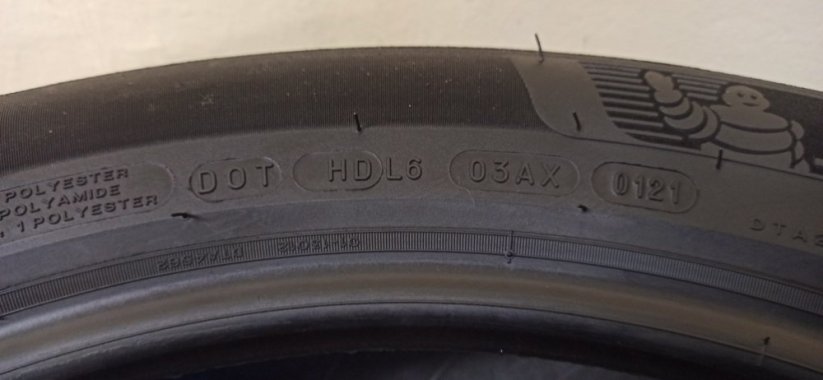 POLYESTER
POLYAMIDE
1 POLYESTER
DOT HDL6 03AX 0121